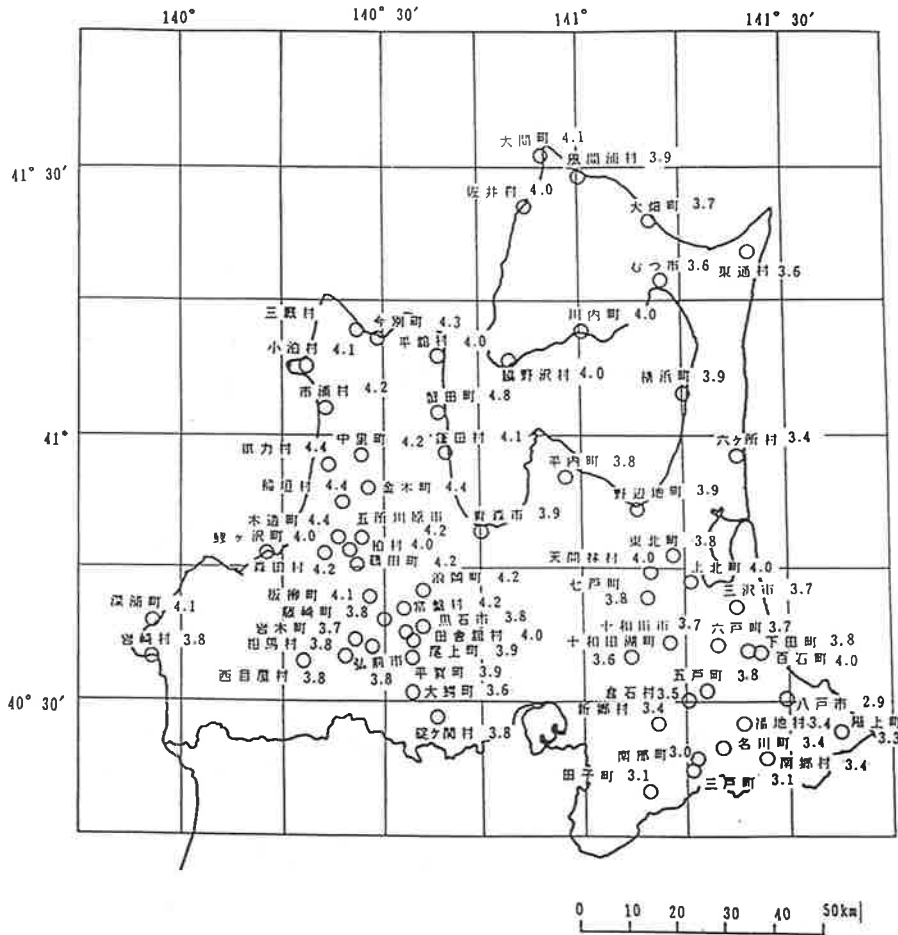 140°
140° 30'
141°
141° 30'
41° 30'
41°
40° 30'
大間町 4.1
風間浦村 3.9
佐井村 4.0
大畑町 3.7
むつ市 3.6
東通村 3.6
三厩村
今別町 4.3
川内町 4.0
小泊村 4.1
平舘村 4.0
脇野沢村 4.0
横浜町 3.9
市浦村 4.2
蟹田町 4.8
中里町 4.2
蓬田村 4.1
六ヶ所村 3.4
車力村 4.4
平内町 3.8
稲垣村 4.4
金木町 4.4
野辺地町 3.9
木造町 4.4
五所川原市 4.2
青森市 3.9
鰺ヶ沢町 4.0
柏村 4.0
東北町 3.8
森田村 4.2
鶴田町 4.2
天間林村 4.0
上北町 4.0
浪岡町 4.2
七戸町 3.8
三沢市 3.7
深浦町 4.1
板柳町 4.1
常盤村 4.2
藤崎町 3.8
黒石市 3.8
岩崎村 3.8
岩木町 3.7
田舎館村 4.0
十和田市 3.7
六戸町 3.7
下田町 3.8
相馬村 3.8
尾上町 3.9
十和田湖町 3.6
百石町 4.0
西目屋村 3.8
弘前市 3.8
平賀町 3.9
五戸町 3.8
大鰐町 3.6
倉石村 3.5
八戸市 2.9
新郷村 3.4
福地村 3.4
階上町 3.3
碇ヶ関村 3.8
名川町 3.4
南部町 3.0
南郷村 3.4
田子町 3.1
三戸町 3.1
0 10 20 30 40 50km